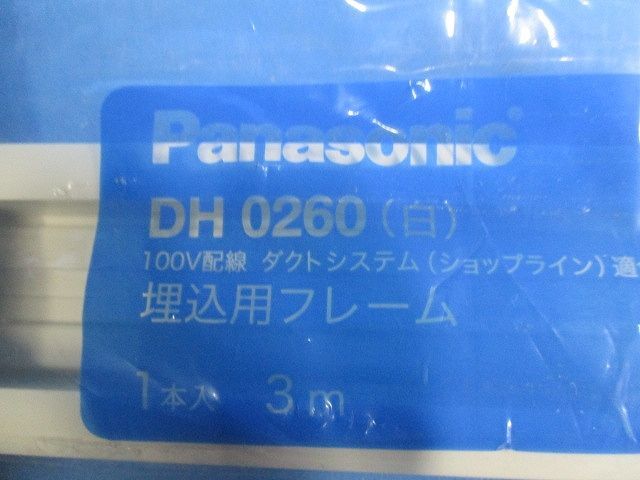 Panasonic®
DH 0260(白)
100V配線 ダクトシステム(ショップライン)適
埋込用フレーム
1本入 3m